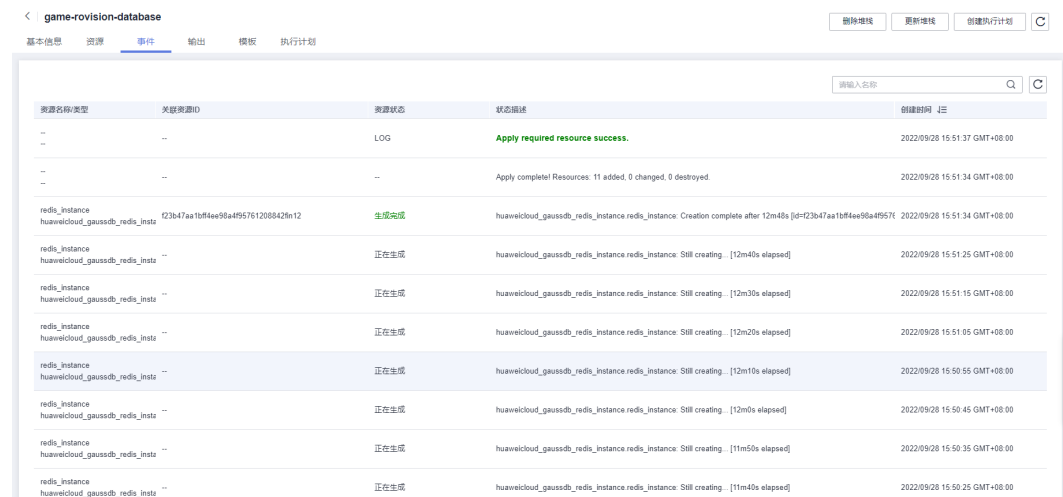 game-rovision-database
删除堆栈 更新堆栈 创建执行计划
基本信息 资源 事件 输出 模板 执行计划
请输入名称
资源名称/类型 关联资源ID 资源状态 状态描述 创建时间
-- -- LOG Apply required resource success. 2022/09/28 15:51:37 GMT+08:00
--
-- -- -- Apply complete! Resources: 11 added, 0 changed, 0 destroyed. 2022/09/28 15:51:34 GMT+08:00
--
redis_instance
huaweicloud_gaussdb_redis_insta f23b47aa1bff4ee98a4f95761208842fin12 生成完成 huaweicloud_gaussdb_redis_instance.redis_instance: Creation complete after 12m48s [id=f23b47aa1bff4ee98a4f9576 2022/09/28 15:51:34 GMT+08:00
redis_instance
huaweicloud_gaussdb_redis_insta -- 正在生成 huaweicloud_gaussdb_redis_instance.redis_instance: Still creating... [12m40s elapsed] 2022/09/28 15:51:25 GMT+08:00
redis_instance
huaweicloud_gaussdb_redis_insta -- 正在生成 huaweicloud_gaussdb_redis_instance.redis_instance: Still creating... [12m30s elapsed] 2022/09/28 15:51:15 GMT+08:00
redis_instance
huaweicloud_gaussdb_redis_insta -- 正在生成 huaweicloud_gaussdb_redis_instance.redis_instance: Still creating... [12m20s elapsed] 2022/09/28 15:51:05 GMT+08:00
redis_instance
huaweicloud_gaussdb_redis_insta -- 正在生成 huaweicloud_gaussdb_redis_instance.redis_instance: Still creating... [12m10s elapsed] 2022/09/28 15:50:55 GMT+08:00
redis_instance
huaweicloud_gaussdb_redis_insta -- 正在生成 huaweicloud_gaussdb_redis_instance.redis_instance: Still creating... [12m0s elapsed] 2022/09/28 15:50:45 GMT+08:00
redis_instance
huaweicloud_gaussdb_redis_insta -- 正在生成 huaweicloud_gaussdb_redis_instance.redis_instance: Still creating... [11m50s elapsed] 2022/09/28 15:50:35 GMT+08:00
redis_instance
huaweicloud_gaussdb_redis_insta -- 正在生成 huaweicloud_gaussdb_redis_instance.redis_instance: Still creating... [11m40s elapsed] 2022/09/28 15:50:25 GMT+08:00